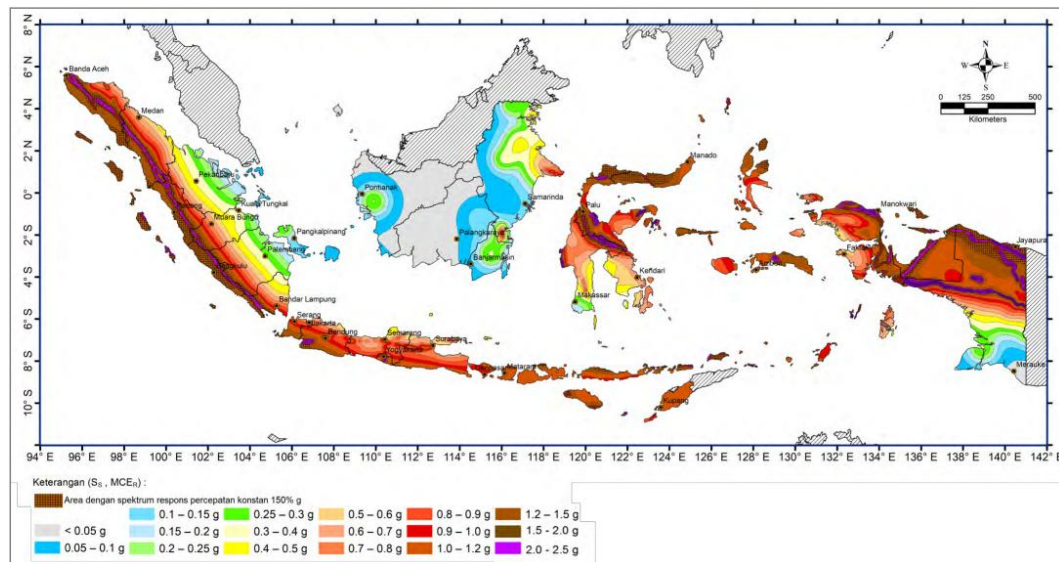 8° N
6° N
4° N
2° N
0°
2° S
4° S
6° S
8° S
10° S
N
W E
S
0 125 250 500
Kilometers
Banda Aceh
Medan
Pekanbaru
Kuala Tungkal
Muara Bungo
Pangkalpinang
Palembang
Bengkulu
Bandar Lampung
Serang
Jakarta
Bandung
Semarang
Yogyakarta
Surabaya
Mataram
Kupang
Pontianak
Palangkaraya
Banjarmasin
Samarinda
Palu
Manado
Makassar
Kendari
Manokwari
Jayapura
Merauke
94° E 96° E 98° E 100° E 102° E 104° E 106° E 108° E 110° E 112° E 114° E 116° E 118° E 120° E 122° E 124° E 126° E 128° E 130° E 132° E 134° E 136° E 138° E 140° E 142° E
Keterangan (SS , MCER) :
Area dengan spektrum respons percepatan konstan 150% g
< 0.05 g
0.05 – 0.1 g
0.1 – 0.15 g
0.15 – 0.2 g
0.2 – 0.25 g
0.25 – 0.3 g
0.3 – 0.4 g
0.4 – 0.5 g
0.5 – 0.6 g
0.6 – 0.7 g
0.7 – 0.8 g
0.8 – 0.9 g
0.9 – 1.0 g
1.0 – 1.2 g
1.2 – 1.5 g
1.5 - 2.0 g
2.0 - 2.5 g